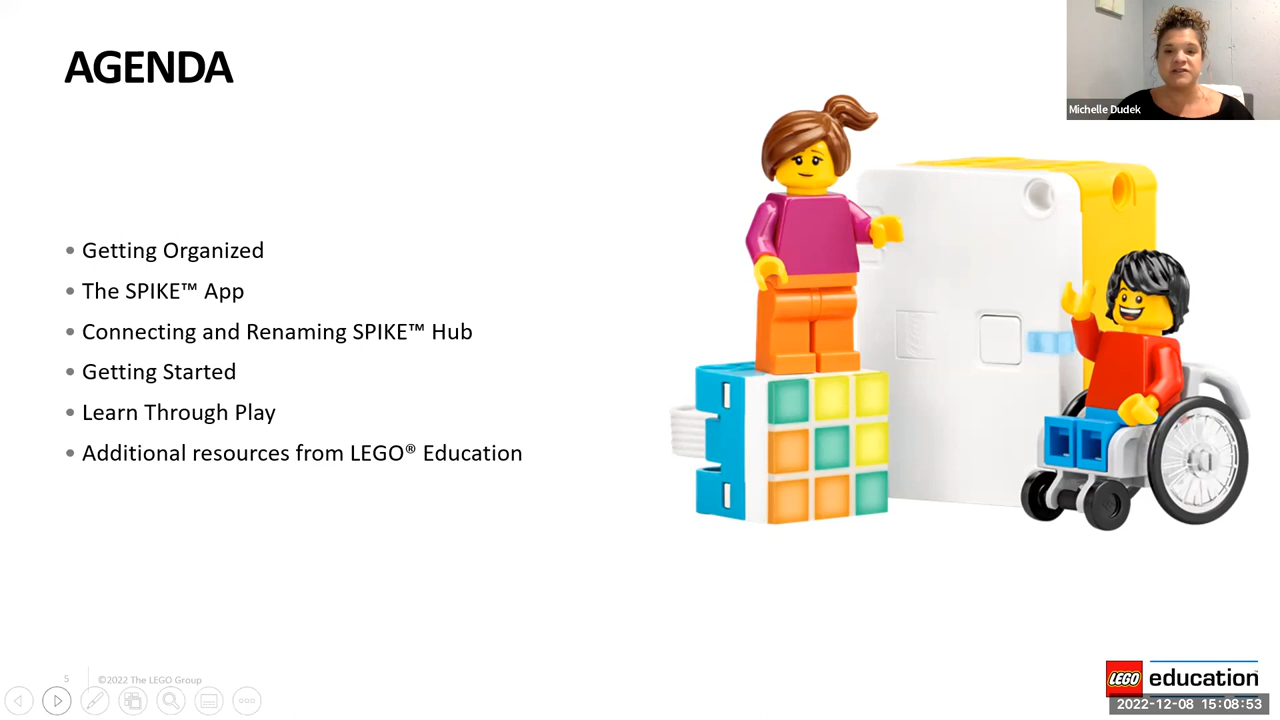 AGENDA
Michelle Dudek
Getting Organized
The SPIKE™ App
Connecting and Renaming SPIKE™ Hub
Getting Started
Learn Through Play
Additional resources from LEGO® Education
5
©2022 The LEGO Group
LEGO education
2022-12-08 15:08:53